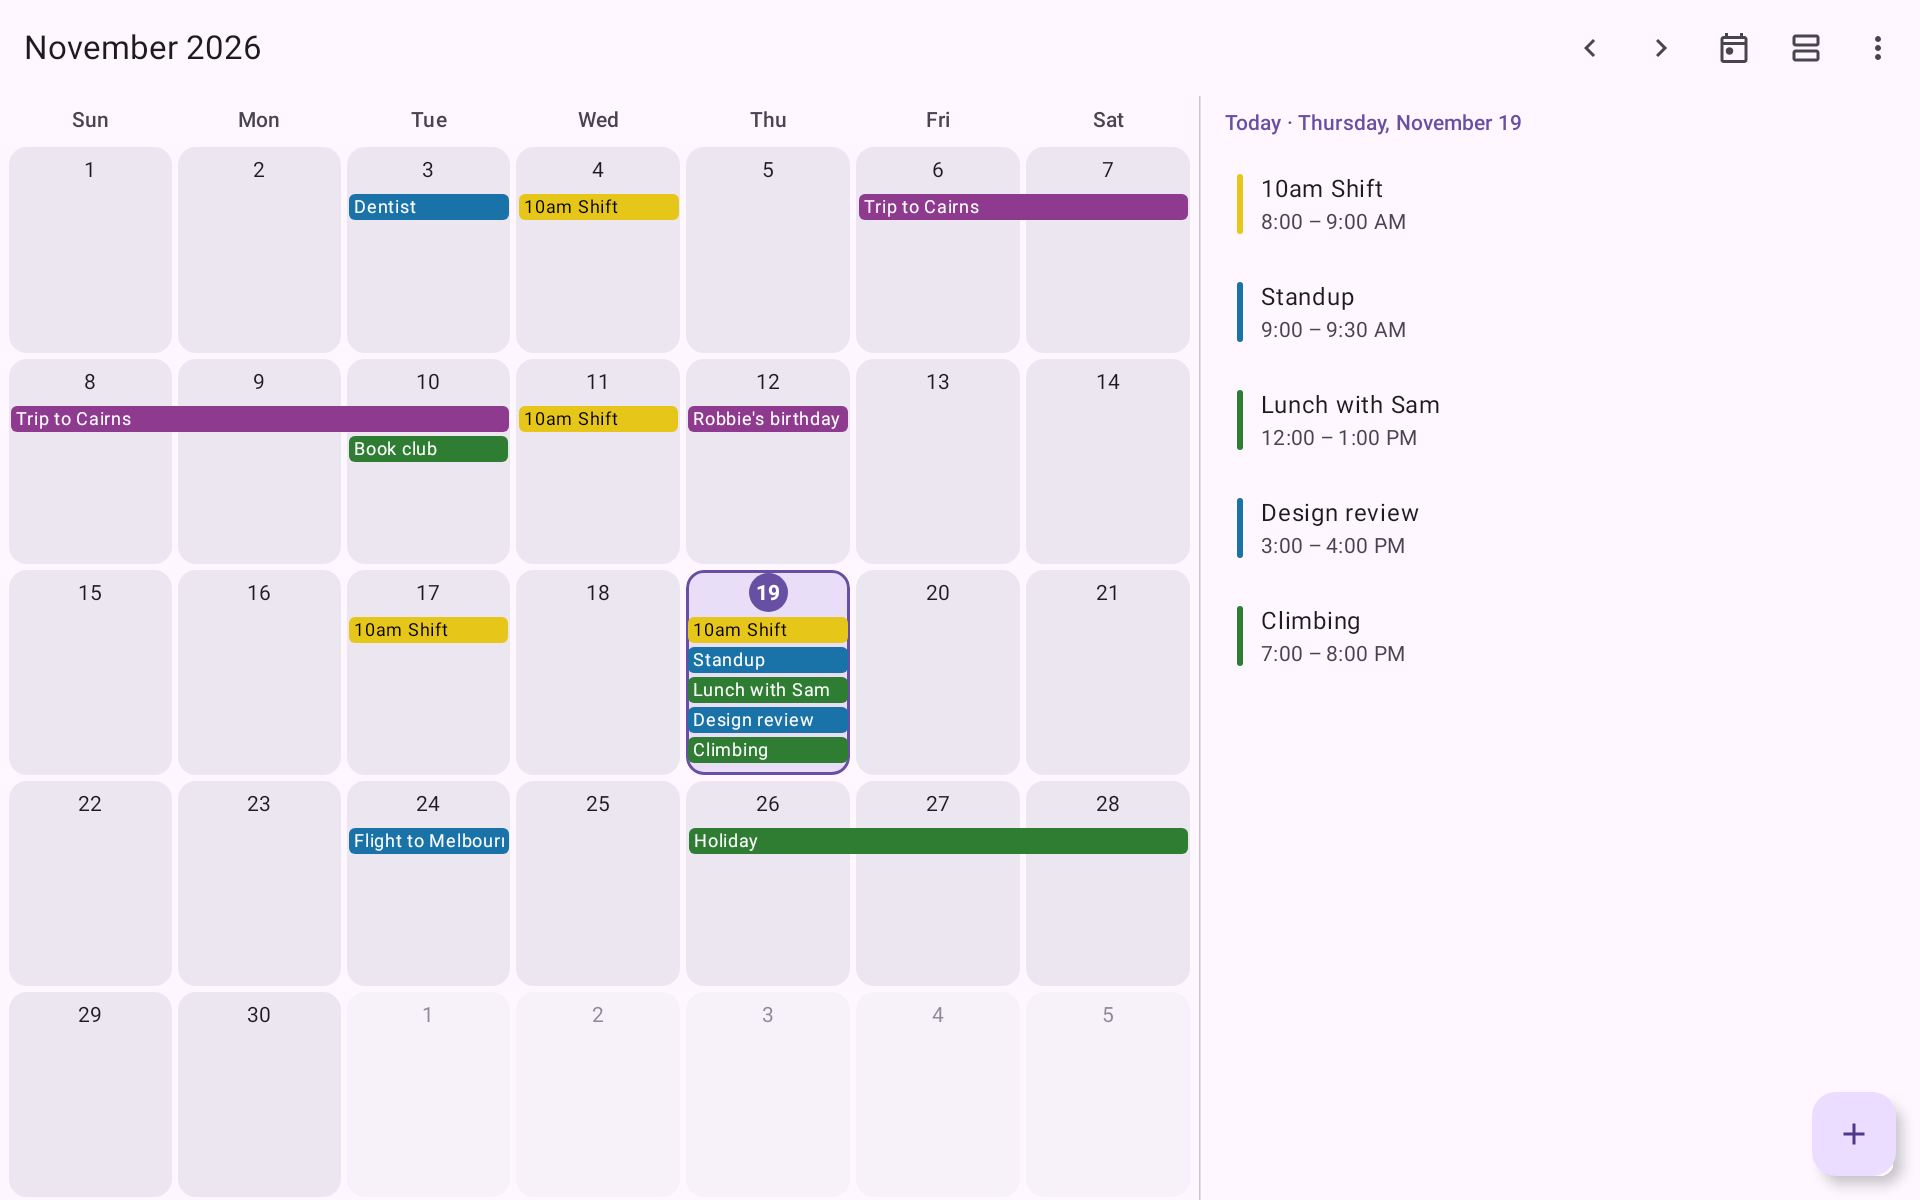 November 2026
Sun Mon Tue Wed Thu Fri Sat
1 2 3 4 5 6 7
Dentist 10am Shift Trip to Cairns
8 9 10 11 12 13 14
Trip to Cairns 10am Shift Robbie's birthday
Book club
15 16 17 18 19 20 21
10am Shift 10am Shift
Standup
Lunch with Sam
Design review
Climbing
22 23 24 25 26 27 28
Flight to Melbourn Holiday
29 30 1 2 3 4 5
Today · Thursday, November 19
10am Shift
8:00 – 9:00 AM
Standup
9:00 – 9:30 AM
Lunch with Sam
12:00 – 1:00 PM
Design review
3:00 – 4:00 PM
Climbing
7:00 – 8:00 PM